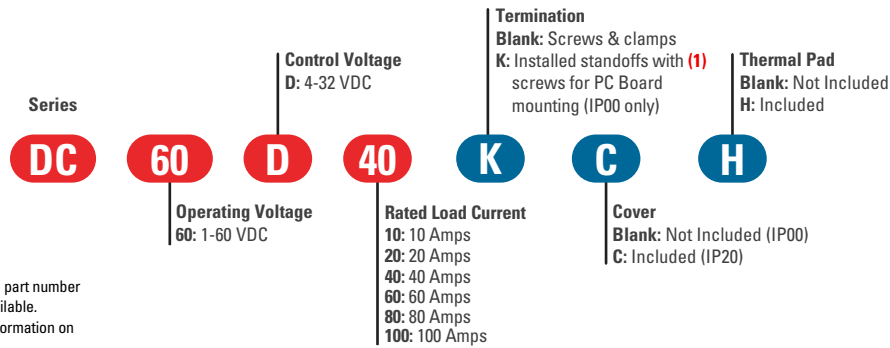 Termination
Blank: Screws & clamps
K: Installed standoffs with (1)
screws for PC Board
mounting (IP00 only)
Control Voltage
D: 4-32 VDC
Thermal Pad
Blank: Not Included
H: Included
Series
DC 60 D 40 K C H
Operating Voltage
60: 1-60 VDC
Rated Load Current
10: 10 Amps
20: 20 Amps
40: 40 Amps
60: 60 Amps
80: 80 Amps
100: 100 Amps
Cover
Blank: Not Included (IP00)
C: Included (IP20)
part number
ilable.
ormation on